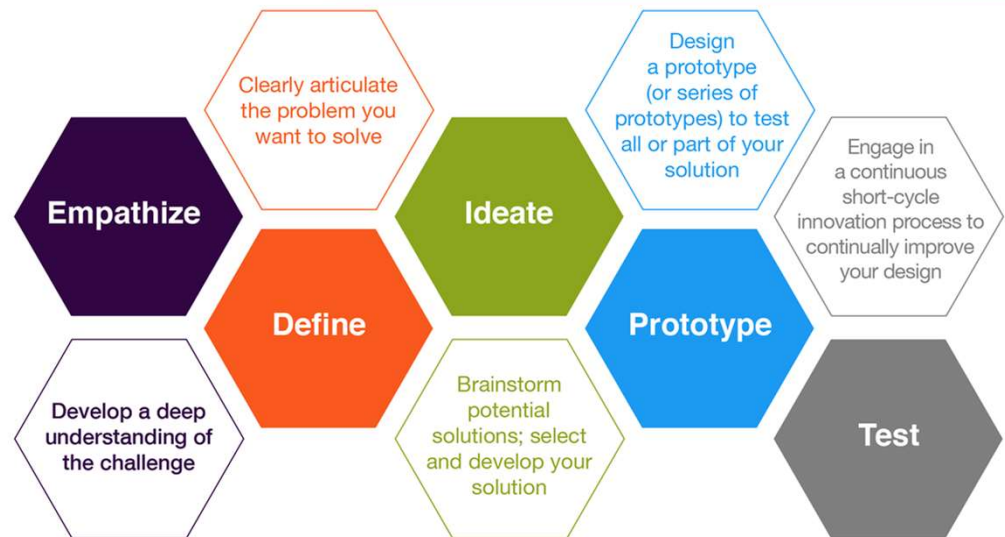 Empathize
Develop a deep
understanding of
the challenge
Clearly articulate
the problem you
want to solve
Define
Ideate
Brainstorm
potential
solutions; select
and develop your
solution
Design
a prototype
(or series of
prototypes) to test
all or part of your
solution
Prototype
Engage in
a continuous
short-cycle
innovation process to
continually improve
your design
Test